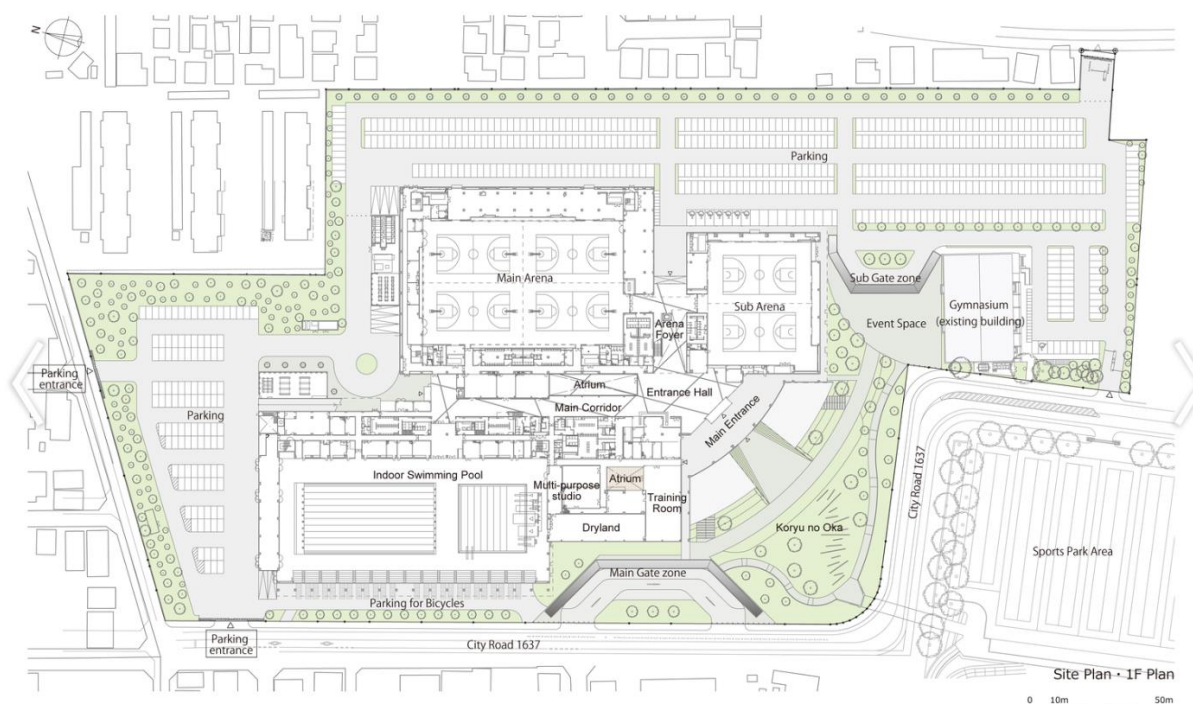 N
Parking
Main Arena
Sub Arena
Sub Gate zone
Gymnasium
(existing building)
Event Space
Arena
Foyer
Parking
entrance
Atrium
Entrance Hall
Main Corridor
Parking
Main Entrance
Indoor Swimming Pool
Multi-purpose
studio
Atrium
Training
Room
Dryland
Koryu no Oka
City Road 1637
Sports Park Area
Main Gate zone
Parking for Bicycles
Parking
entrance
City Road 1637
Site Plan・1F Plan
0 10m 50m